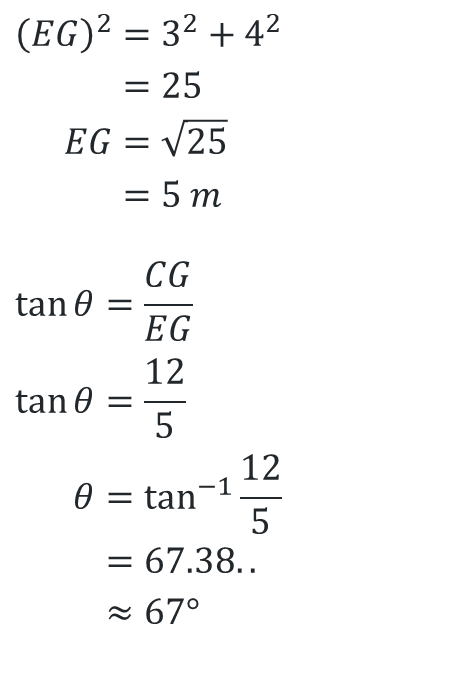 (EG)² = 3² + 4²
= 25
EG = √25
= 5 m
tan θ = CG/EG
tan θ = 12/5
θ = tan⁻¹ 12/5
= 67.38..
≈ 67°